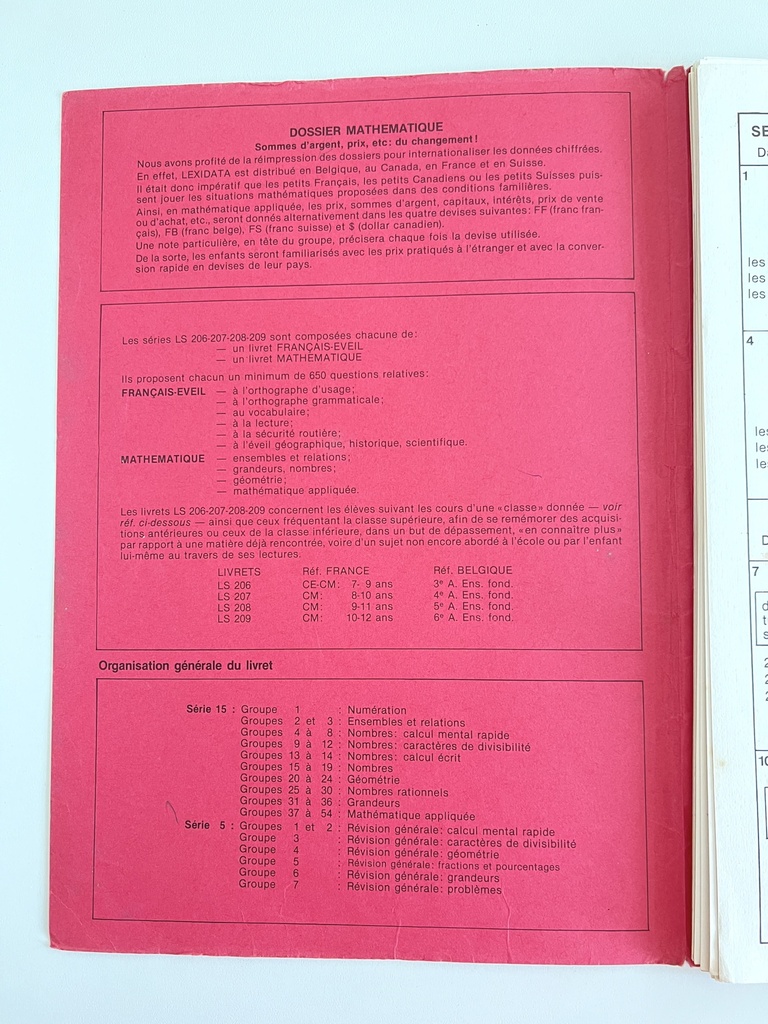 DOSSIER MATHEMATIQUE
Sommes d'argent, prix, etc: du changement!
Nous avons profité de la réimpression des dossiers pour internationaliser les données chiffrées.
En effet, LEXIDATA est distribué en Belgique, au Canada, en France et en Suisse.
Il était donc impératif que les petits Français, les petits Canadiens ou les petits Suisses puis-
sent jouer les situations mathématiques proposées dans des conditions familières.
Ainsi, en mathématique appliquée, les prix, sommes d'argent, capitaux, intérêts, prix de vente
ou d'achat, etc., seront donnés alternativement dans les quatre devises suivantes: FF (franc fran-
çais), FB (franc belge), FS (franc suisse) et $ (dollar canadien).
Une note particulière, en tête du groupe, précisera chaque fois la devise utilisée.
De la sorte, les enfants seront familiarisés avec les prix pratiqués à l'étranger et avec la conver-
sion rapide en devises de leur pays.
Les séries LS 206-207-208-209 sont composées chacune de:
— un livret FRANÇAIS-EVEIL
— un livret MATHEMATIQUE
Ils proposent chacun un minimum de 650 questions relatives:
FRANÇAIS-EVEIL — à l'orthographe d'usage;
— à l'orthographe grammaticale;
— au vocabulaire;
— à la lecture;
— à la sécurité routière;
— à l'éveil géographique, historique, scientifique.
MATHEMATIQUE — ensembles et relations;
— grandeurs, nombres;
— géométrie;
— mathématique appliquée.
Les livrets LS 206-207-208-209 concernent les élèves suivant les cours d'une «classe» donnée — voir
réf. ci-dessous — ainsi que ceux fréquentant la classe supérieure, afin de se remémorer des acquisi-
tions antérieures ou ceux de la classe inférieure, dans un but de dépassement, «en connaître plus»
par rapport à une matière déjà rencontrée, voire d'un sujet non encore abordé à l'école ou par l'enfant
lui-même au travers de ses lectures.
LIVRETS Réf. FRANCE Réf. BELGIQUE
LS 206 CE-CM: 7- 9 ans 3e A. Ens. fond.
LS 207 CM: 8-10 ans 4e A. Ens. fond.
LS 208 CM: 9-11 ans 5e A. Ens. fond.
LS 209 CM: 10-12 ans 6e A. Ens. fond.
Organisation générale du livret
Série 15 : Groupe 1 : Numération
Groupes 2 et 3 : Ensembles et relations
Groupes 4 à 8 : Nombres: calcul mental rapide
Groupes 9 à 12 : Nombres: caractères de divisibilité
Groupes 13 à 14 : Nombres: calcul écrit
Groupes 15 à 19 : Nombres
Groupes 20 à 24 : Géométrie
Groupes 25 à 30 : Nombres rationnels
Groupes 31 à 36 : Grandeurs
Groupes 37 à 54 : Mathématique appliquée
Série 5 : Groupes 1 et 2 : Révision générale: calcul mental rapide
Groupe 3 : Révision générale: caractères de divisibilité
Groupe 4 : Révision générale: géométrie
Groupe 5 : Révision générale: fractions et pourcentages
Groupe 6 : Révision générale: grandeurs
Groupe 7 : Révision générale: problèmes
1
les
les
les
4
les
les
les
7
10